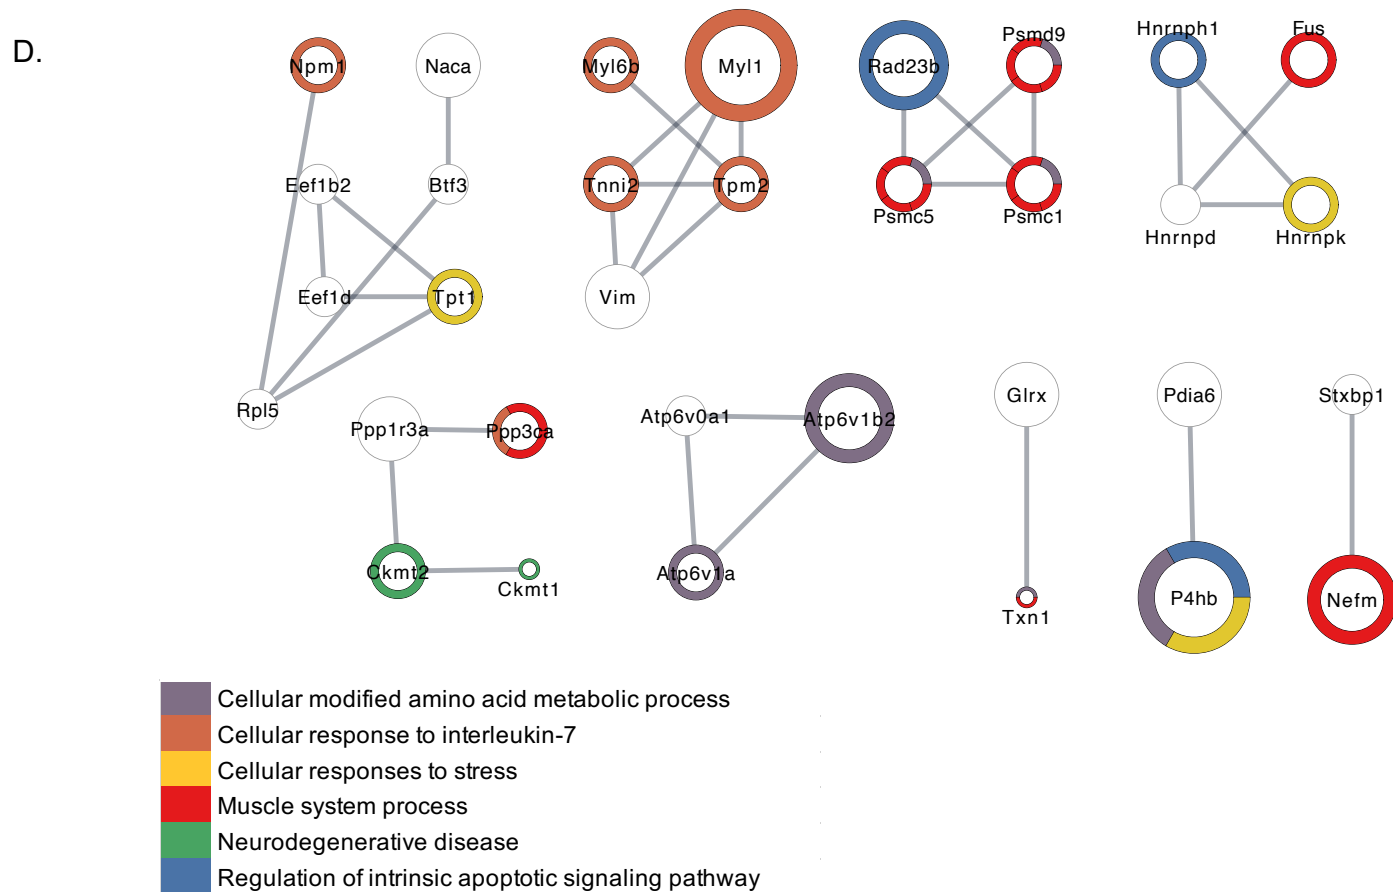 D.
Npm1
Naca
Eef1b2
Btf3
Eef1d
Tpt1
Rpl5
Myl6b
Myl1
Tnni2
Tpm2
Vim
Rad23b
Psmd9
Psmc5
Psmc1
Hnrnph1
Fus
Hnrnpd
Hnrnpk
Ppp1r3a
Ppp3ca
Ckmt2
Ckmt1
Atp6v0a1
Atp6v1b2
Atp6v1a
Glrx
Txn1
Pdia6
P4hb
Stxbp1
Nefm
Cellular modified amino acid metabolic process
Cellular response to interleukin-7
Cellular responses to stress
Muscle system process
Neurodegenerative disease
Regulation of intrinsic apoptotic signaling pathway